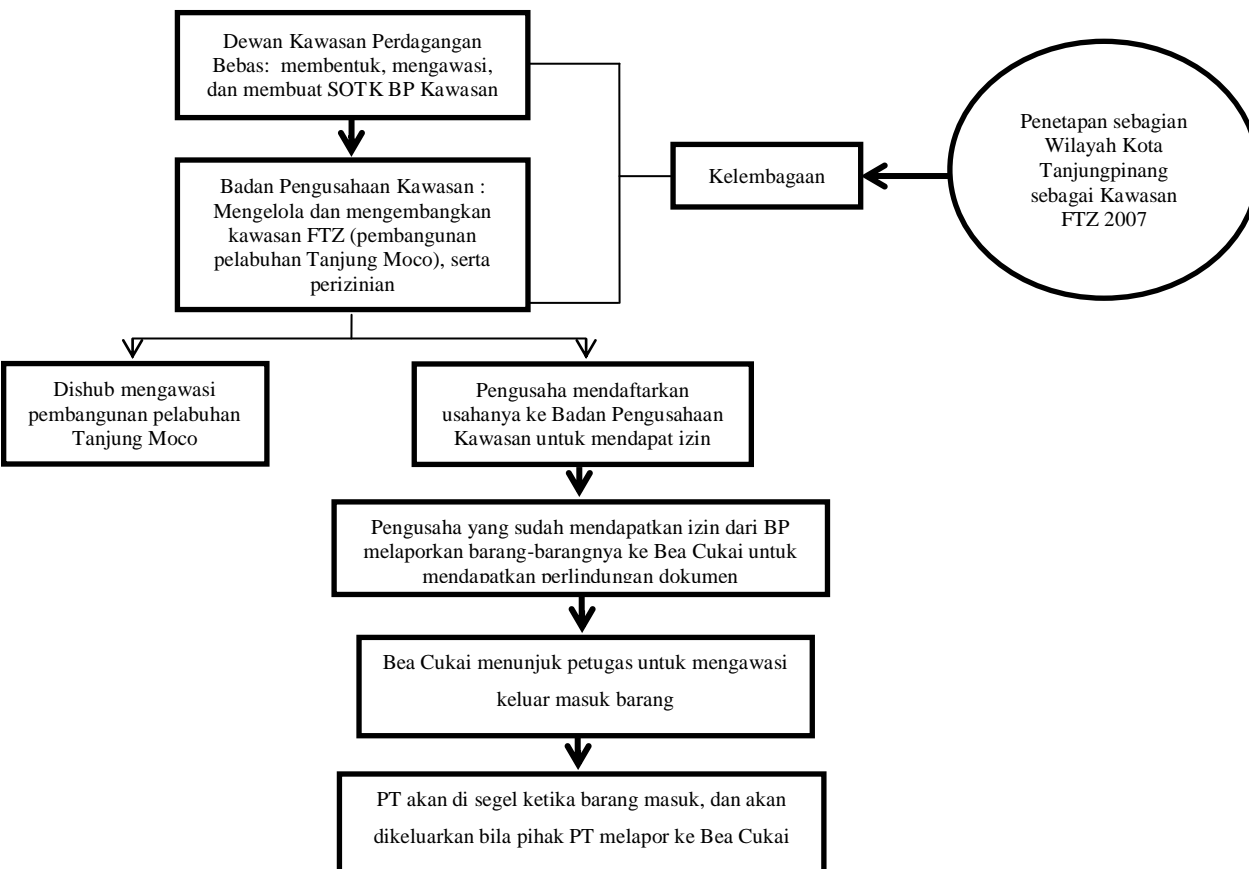 Dewan Kawasan Perdagangan
Bebas: membentuk, mengawasi,
dan membuat SOTK BP Kawasan
Badan Pengusahaan Kawasan :
Mengelola dan mengembangkan
kawasan FTZ (pembangunan
pelabuhan Tanjung Moco), serta
perizinian
Kelembagaan
Penetapan sebagian
Wilayah Kota
Tanjungpinang
sebagai Kawasan
FTZ 2007
Dishub mengawasi
pembangunan pelabuhan
Tanjung Moco
Pengusaha mendaftarkan
usahanya ke Badan Pengusahaan
Kawasan untuk mendapat izin
Pengusaha yang sudah mendapatkan izin dari BP
melaporkan barang-barangnya ke Bea Cukai untuk
mendapatkan perlindungan dokumen
Bea Cukai menunjuk petugas untuk mengawasi
keluar masuk barang
PT akan di segel ketika barang masuk, dan akan
dikeluarkan bila pihak PT melapor ke Bea Cukai